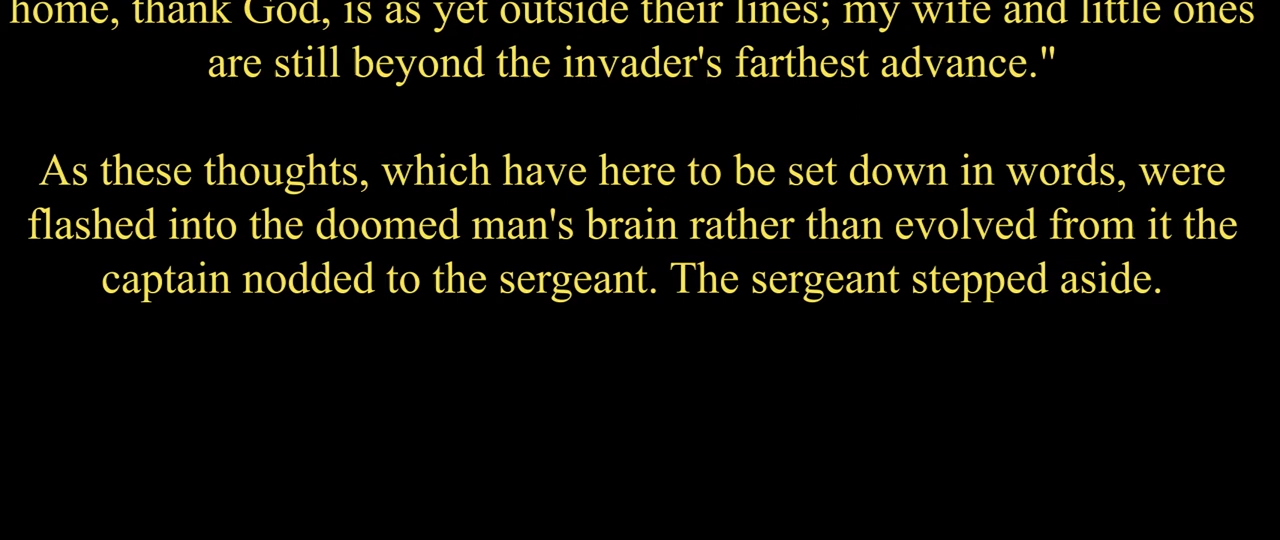 home, thank God, is as yet outside their lines; my wife and little ones
are still beyond the invader's farthest advance."
As these thoughts, which have here to be set down in words, were
flashed into the doomed man's brain rather than evolved from it the
captain nodded to the sergeant. The sergeant stepped aside.